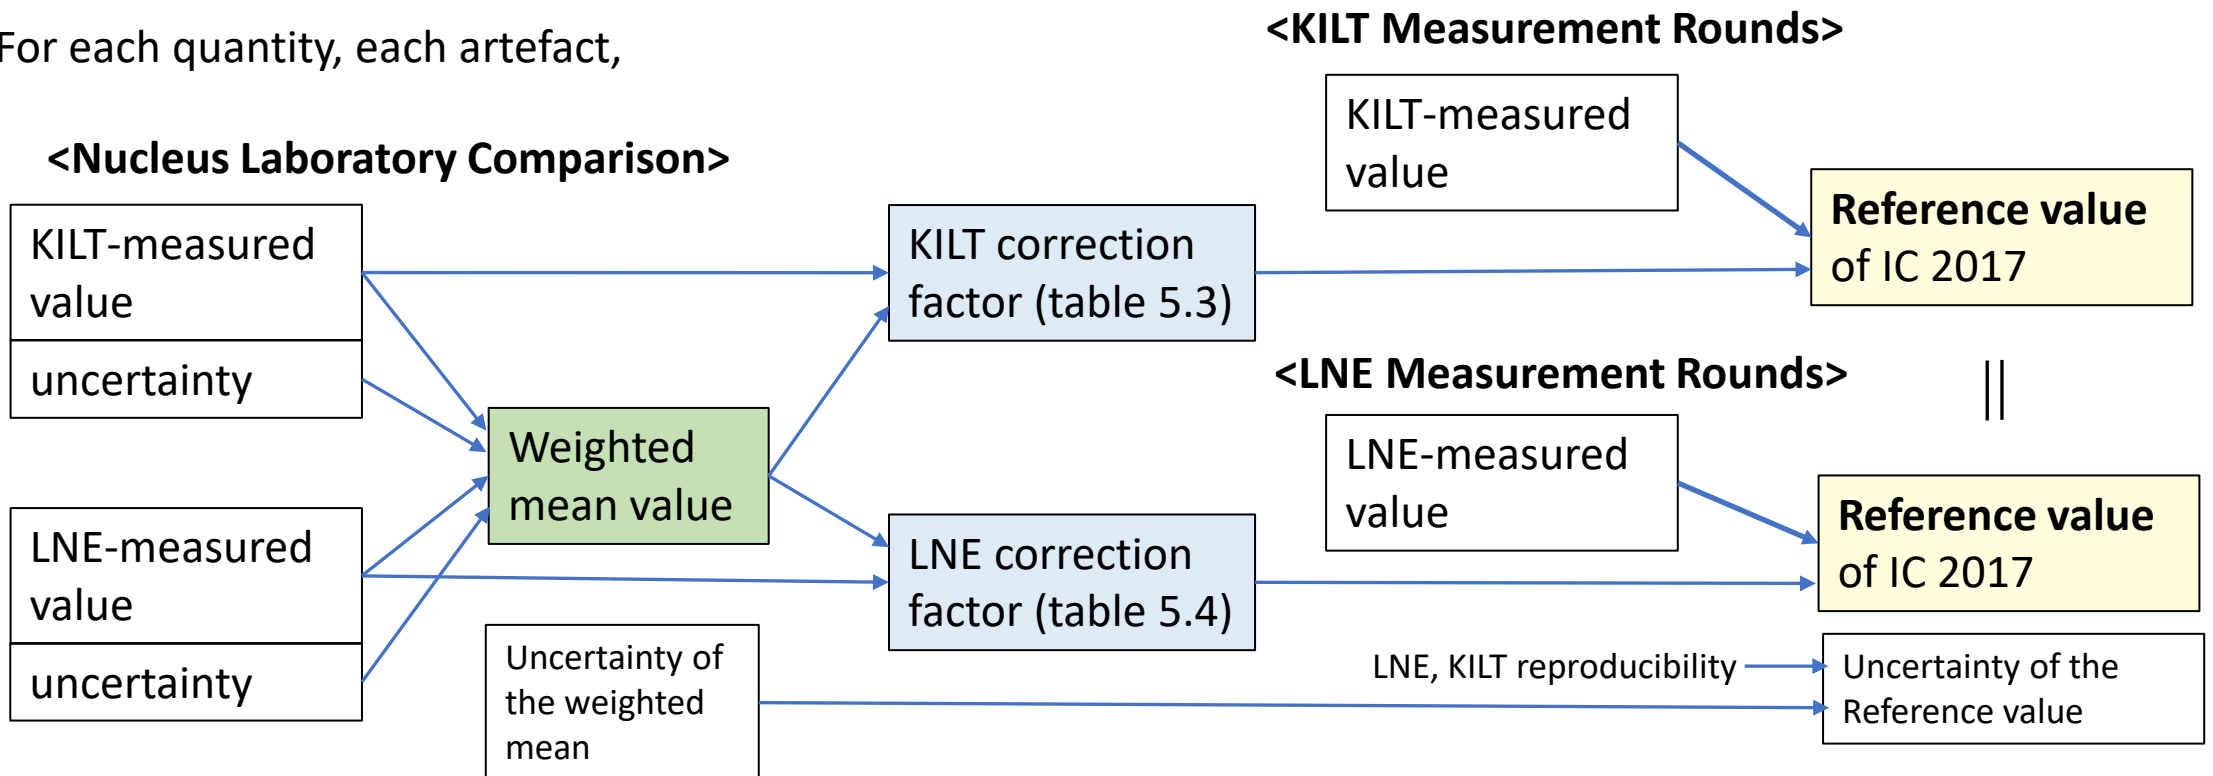 For each quantity, each artefact,
<Nucleus Laboratory Comparison>
KILT-measured
value
uncertainty
LNE-measured
value
uncertainty
Weighted
mean value
Uncertainty of
the weighted
mean
KILT correction
factor (table 5.3)
LNE correction
factor (table 5.4)
<KILT Measurement Rounds>
KILT-measured
value
Reference value
of IC 2017
||
<LNE Measurement Rounds>
LNE-measured
value
Reference value
of IC 2017
LNE, KILT reproducibility
Uncertainty of the
Reference value